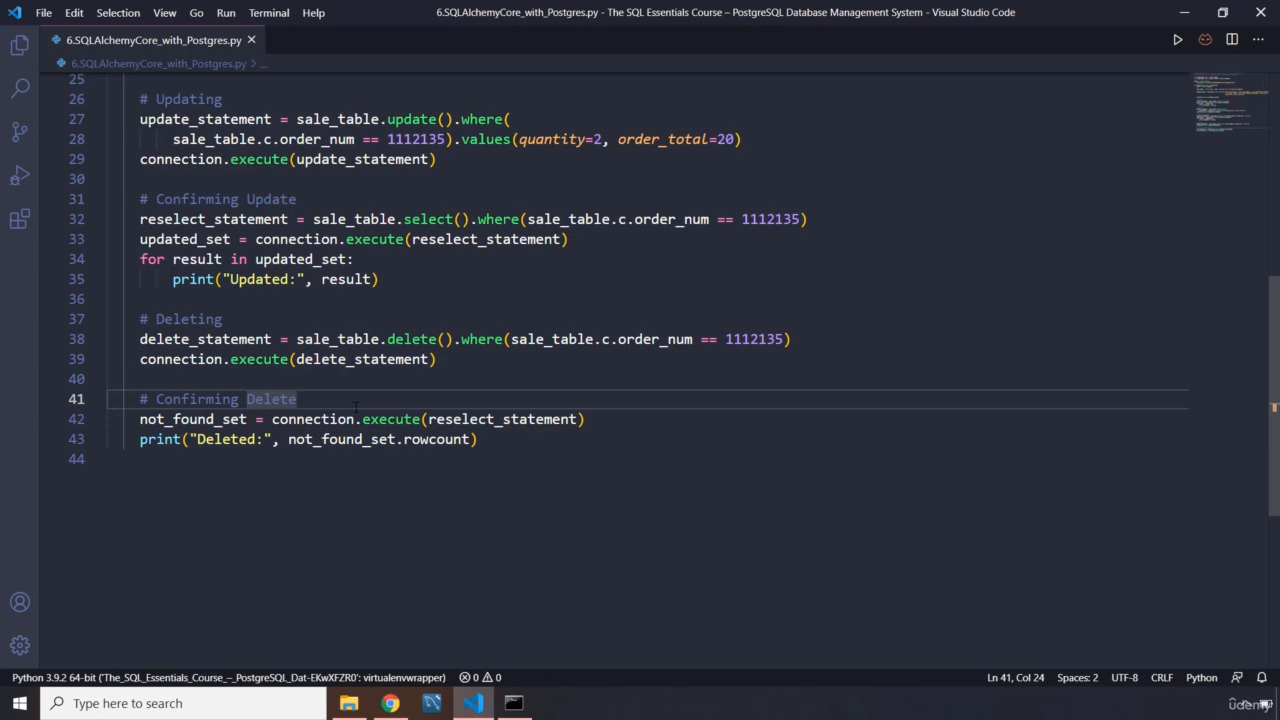 File Edit Selection View Go Run Terminal Help
6.SQLAlchemyCore_with_Postgres.py - The SQL Essentials Course – PostgreSQL Database Management System - Visual Studio Code
6.SQLAlchemyCore_with_Postgres.py
6.SQLAlchemyCore_with_Postgres.py > ...
25
26 # Updating
27 update_statement = sale_table.update().where(
28 sale_table.c.order_num == 1112135).values(quantity=2, order_total=20)
29 connection.execute(update_statement)
30
31 # Confirming Update
32 reselect_statement = sale_table.select().where(sale_table.c.order_num == 1112135)
33 updated_set = connection.execute(reselect_statement)
34 for result in updated_set:
35 print("Updated:", result)
36
37 # Deleting
38 delete_statement = sale_table.delete().where(sale_table.c.order_num == 1112135)
39 connection.execute(delete_statement)
40
41 # Confirming Delete
42 not_found_set = connection.execute(reselect_statement)
43 print("Deleted:", not_found_set.rowcount)
44
Python 3.9.2 64-bit ('The_SQL_Essentials_Course_–_PostgreSQL_Dat-EKwXFZR0': virtualenvwrapper) 0 0 Ln 41, Col 24 Spaces: 2 UTF-8 CRLF Python
Type here to search
udemy